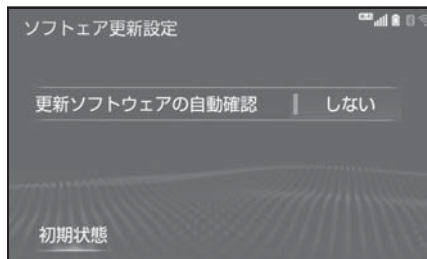 ソフトェア更新設定
更新ソフトウェアの自動確認 しない
初期状態